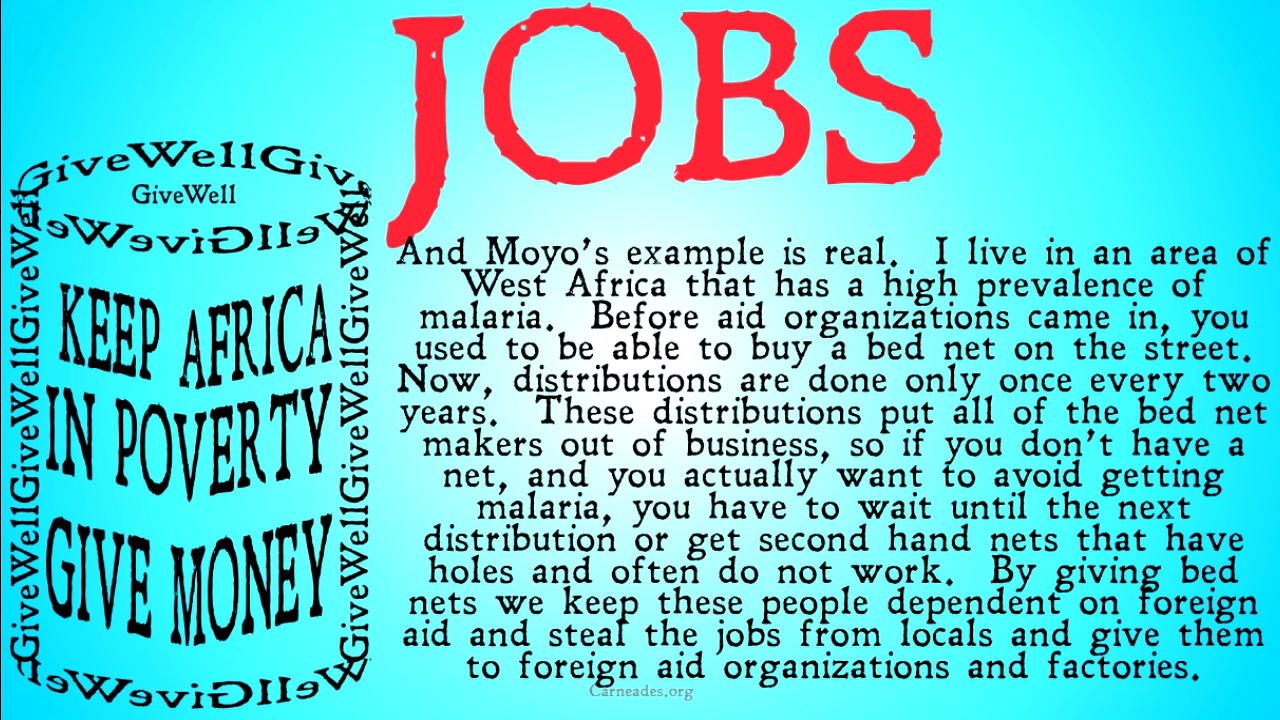 JOBS
GiveWellGiv
GiveWell
GiveWell
GiveWellGiveWellGiveWell
GiveWellGiveWellGiveWell
KEEP AFRICA
IN POVERTY
GIVE MONEY
GiveWell
And Moyo's example is real. I live in an area of
West Africa that has a high prevalence of
malaria. Before aid organizations came in, you
used to be able to buy a bed net on the street.
Now, distributions are done only once every two
years. These distributions put all of the bed net
makers out of business, so if you don't have a
net, and you actually want to avoid getting
malaria, you have to wait until the next
distribution or get second hand nets that have
holes and often do not work. By giving bed
nets we keep these people dependent on foreign
aid and steal the jobs from locals and give them
to foreign aid organizations and factories.
Carneades.org